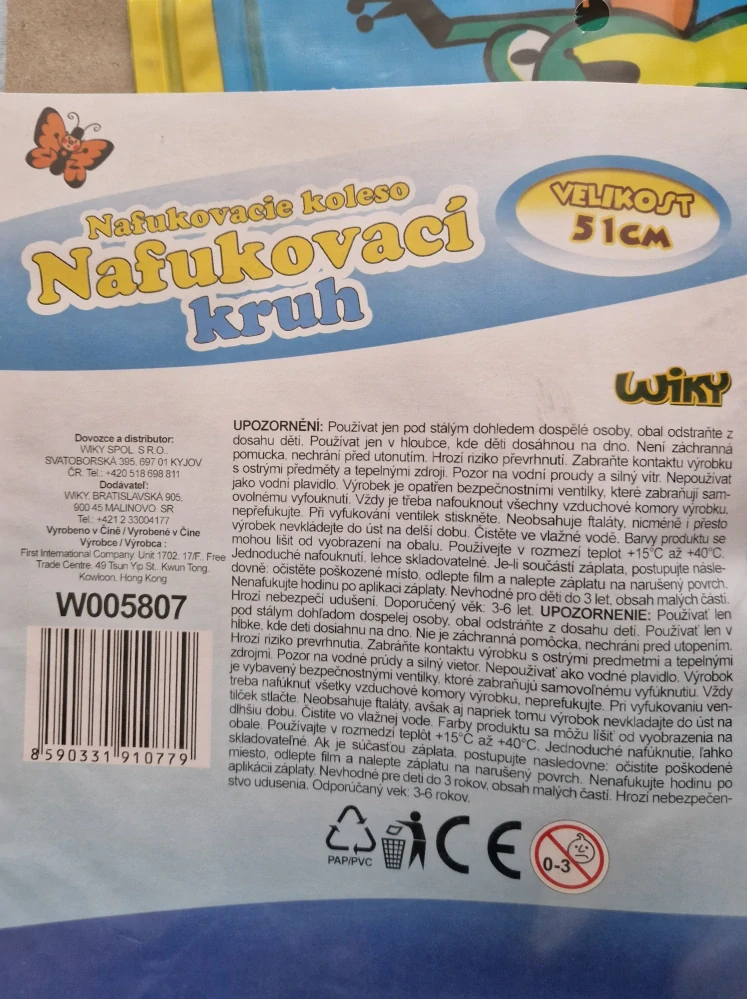 Nafukovacie koleso
Nafukovací
kruh
VELIKOST
51CM
WIKY
Dovozce a distributor:
WIKY SPOL. S R.O.
SVATOBORSKÁ 395, 697 01 KYJOV
ČR. Tel.: +420 518 698 811
Dodávateľ:
WIKY, BRATISLAVSKÁ 905,
900 45 MALINOVO SR
Tel.: +421 2 33004177
Vyrobeno v Číně / Vyrobené v Číne
Výrobce / Výrobca :
First International Company. Unit 1702. 17/F. Free
Trade Centre. 49 Tsun Yip St. Kwun Tong.
Kowloon. Hong Kong
W005807
8590331910779
UPOZORNĚNÍ: Používat jen pod stálým dohledem dospělé osoby, obal odstraňte z
dosahu dětí. Používat jen v hloubce, kde děti dosáhnou na dno. Není záchranná
pomucka, nechrání před utonutím. Hrozí riziko převrhnutí. Zabraňte kontaktu výrobku
s ostrými předměty a tepelnými zdroji. Pozor na vodní proudy a silný vítr. Nepoužívat
jako vodní plavidlo. Výrobek je opatřen bezpečnostními ventilky, které zabraňují sam-
ovolnému vyfouknutí. Vždy je třeba nafouknout všechny vzduchové komory výrobku,
nepřefukujte. Při vyfukování ventilek stiskněte. Neobsahuje ftaláty, nicméně i přesto
výrobek nevkládejte do úst na delší dobu. Čistěte ve vlažné vodě. Barvy produktu se
mohou lišit od vyobrazení na obalu. Používejte v rozmezí teplot +15°C až +40°C.
Jednoduché nafouknutí, lehce skladovatelné. Je-li součástí záplata, postupujte násle-
dovně: očistěte poškozené místo, odlepte film a nalepte záplatu na narušený povrch.
Nenafukujte hodinu po aplikaci záplaty. Nevhodné pro děti do 3 let, obsah malých částí.
Hrozí nebezpečí udušení. Doporučený věk: 3-6 let. UPOZORNENIE: Používať len
pod stálým dohľadom dospelej osoby, obal odstráňte z dosahu detí. Používať len v
hĺbke, kde deti dosiahnu na dno. Nie je záchranná pomôcka, nechráni pred utopením.
Hrozí riziko prevrhnutia. Zabráňte kontaktu výrobku s ostrými predmetmi a tepelnými
zdrojmi. Pozor na vodné prúdy a silný vietor. Nepoužívať ako vodné plavidlo. Výrobok
je vybavený bezpečnostnými ventilky, ktoré zabraňujú samovoľnému vyfúknutiu. Vždy
treba nafúknuť všetky vzduchové komory výrobku, neprefukujte. Pri vyfukovaniu ven-
tilček stlačte. Neobsahuje ftaláty, avšak aj napriek tomu výrobok nevkladajte do úst na
dlhšiu dobu. Čistite vo vlažnej vode. Farby produktu sa môžu líšiť od vyobrazenia na
obale. Používajte v rozmedzí teplôt +15°C až +40°C. Jednoduché nafúknutie, ľahko
skladovateľné. Ak je súčasťou záplata, postupujte nasledovne: očistite poškodené
miesto, odlepte film a nalepte záplatu na narušený povrch. Nenafukujte hodinu po
aplikácii záplaty. Nevhodné pre deti do 3 rokov, obsah malých častí. Hrozí nebezpečen-
stvo udusenia. Odporúčaný vek: 3-6 rokov.
PAP/PVC
CE
0-3